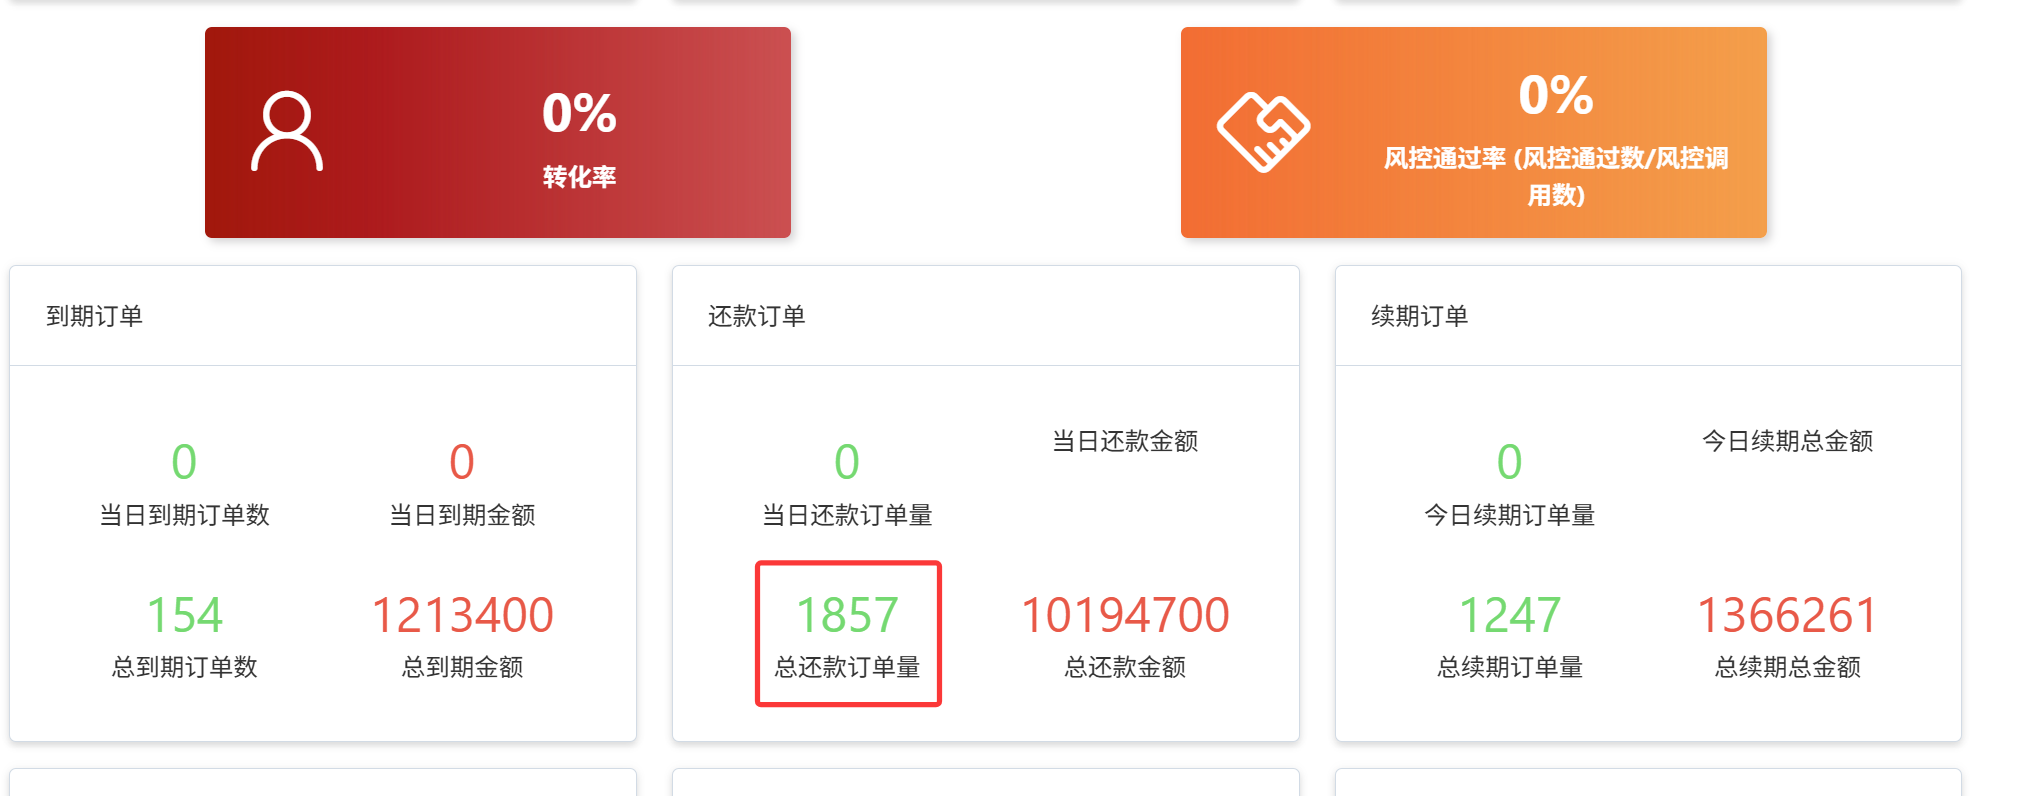 0%
转化率
0%
风控通过率 (风控通过数/风控调
用数)
到期订单
0
当日到期订单数
0
当日到期金额
154
总到期订单数
1213400
总到期金额
还款订单
0
当日还款订单量
当日还款金额
1857
总还款订单量
10194700
总还款金额
续期订单
0
今日续期订单量
今日续期总金额
1247
总续期订单量
1366261
总续期总金额